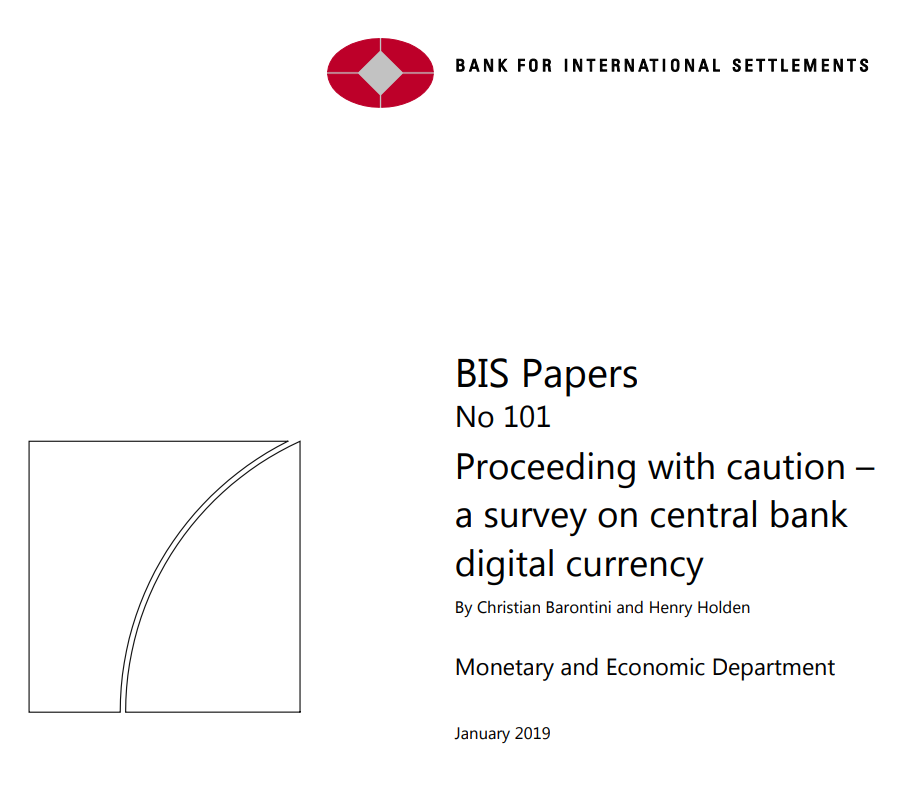 BANK FOR INTERNATIONAL SETTLEMENTS
BIS Papers
No 101
Proceeding with caution –
a survey on central bank
digital currency
By Christian Barontini and Henry Holden
Monetary and Economic Department
January 2019